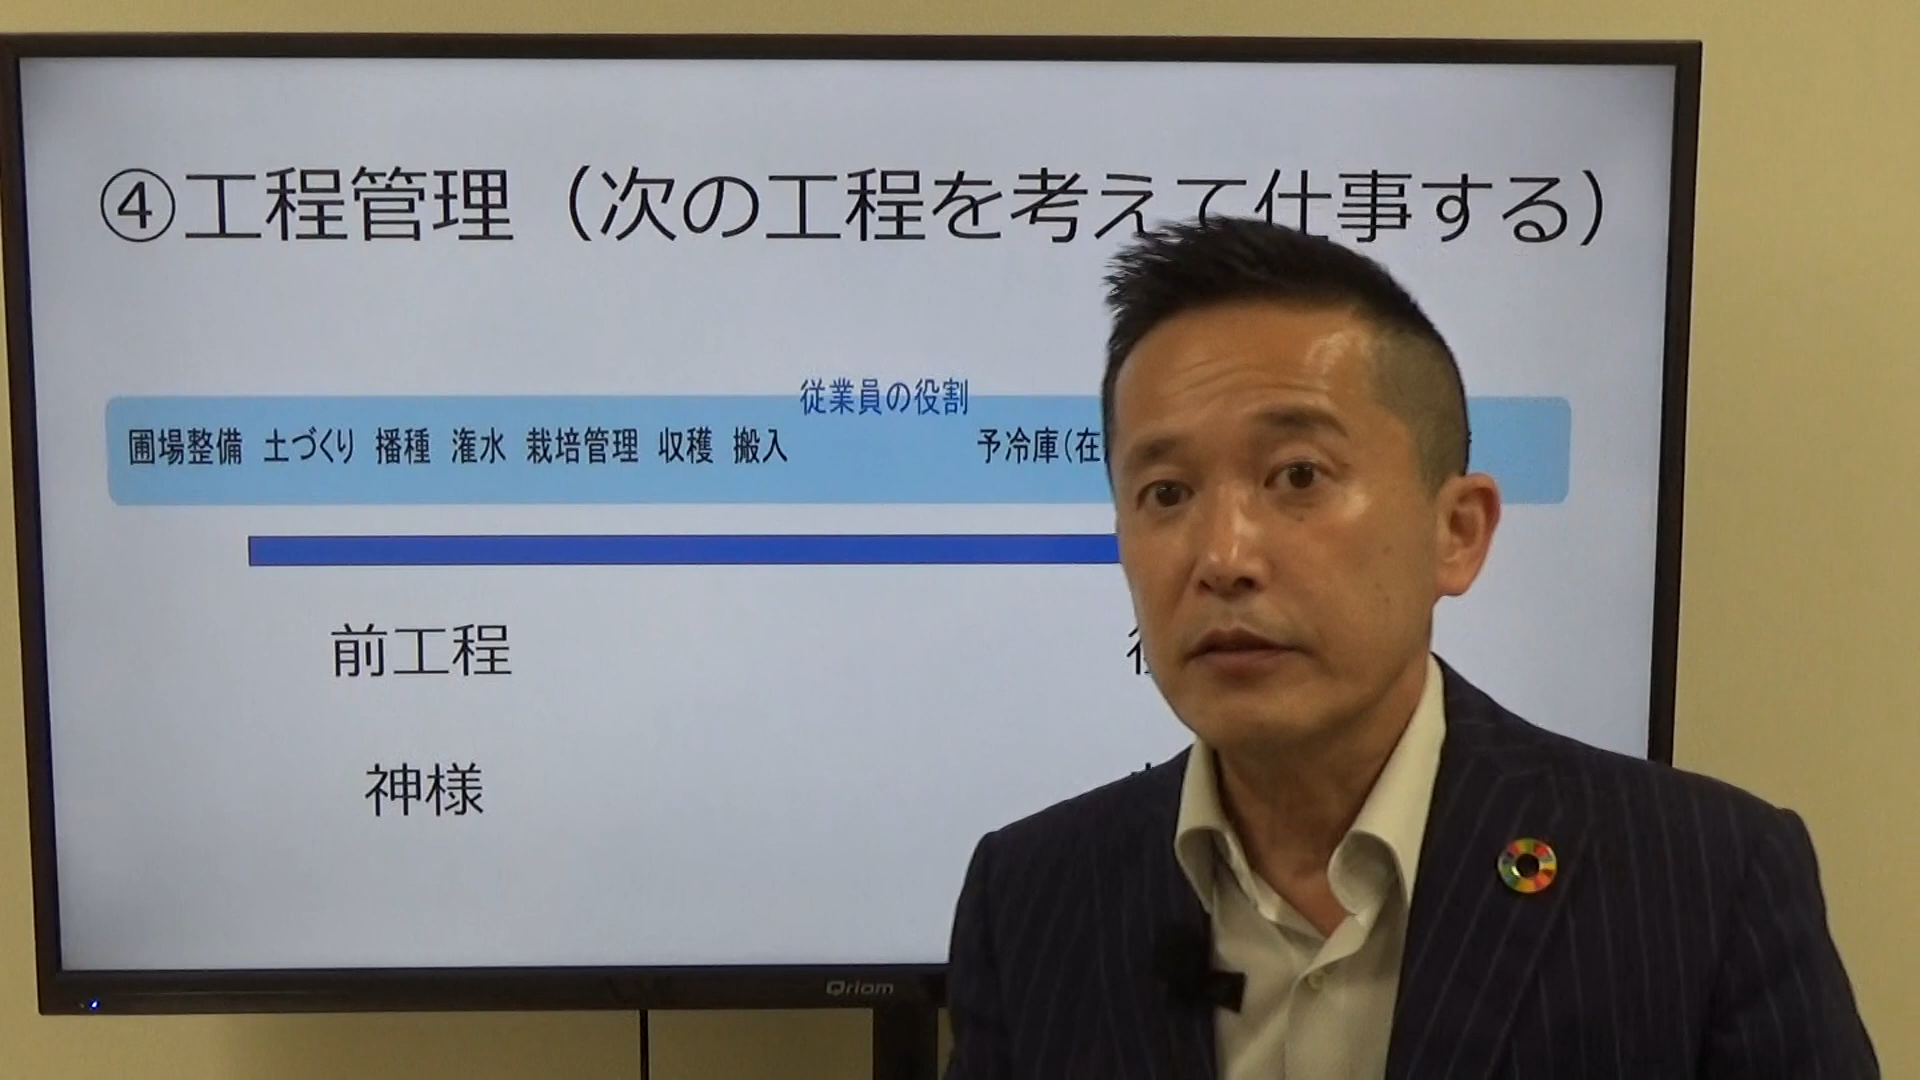 ④工程管理（次の工程を考えて仕事する）
従業員の役割
圃場整備 土づくり 播種 潅水 栽培管理 収穫 搬入 予冷庫（在
前工程
神様
Qriom